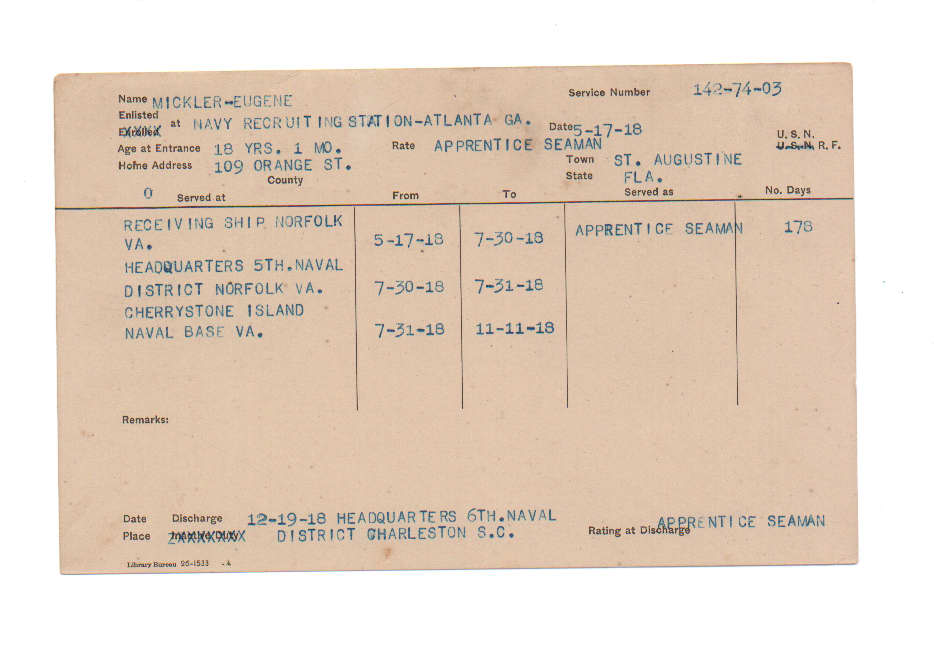 Name MICKLER-EUGENE Service Number 142-74-03
Enlisted
Enrolled at NAVY RECRUITING STATION-ATLANTA GA. Date 5-17-18 U. S. N.
Age at Entrance 18 YRS. 1 MO. Rate APPRENTICE SEAMAN U. S. N. R. F.
Home Address 109 ORANGE ST. Town ST. AUGUSTINE
County State FLA.
0 Served at From To Served as No. Days
RECEIVING SHIP NORFOLK
VA. 5-17-18 7-30-18 APPRENTICE SEAMAN 178
HEADQUARTERS 5TH.NAVAL
DISTRICT NORFOLK VA. 7-30-18 7-31-18
CHERRYSTONE ISLAND
NAVAL BASE VA. 7-31-18 11-11-18
Remarks:
Date Discharge 12-19-18 HEADQUARTERS 6TH.NAVAL
Place Inactive Duty DISTRICT CHARLESTON S.C. Rating at Discharge APPRENTICE SEAMAN
Library Bureau 26-1533 -4